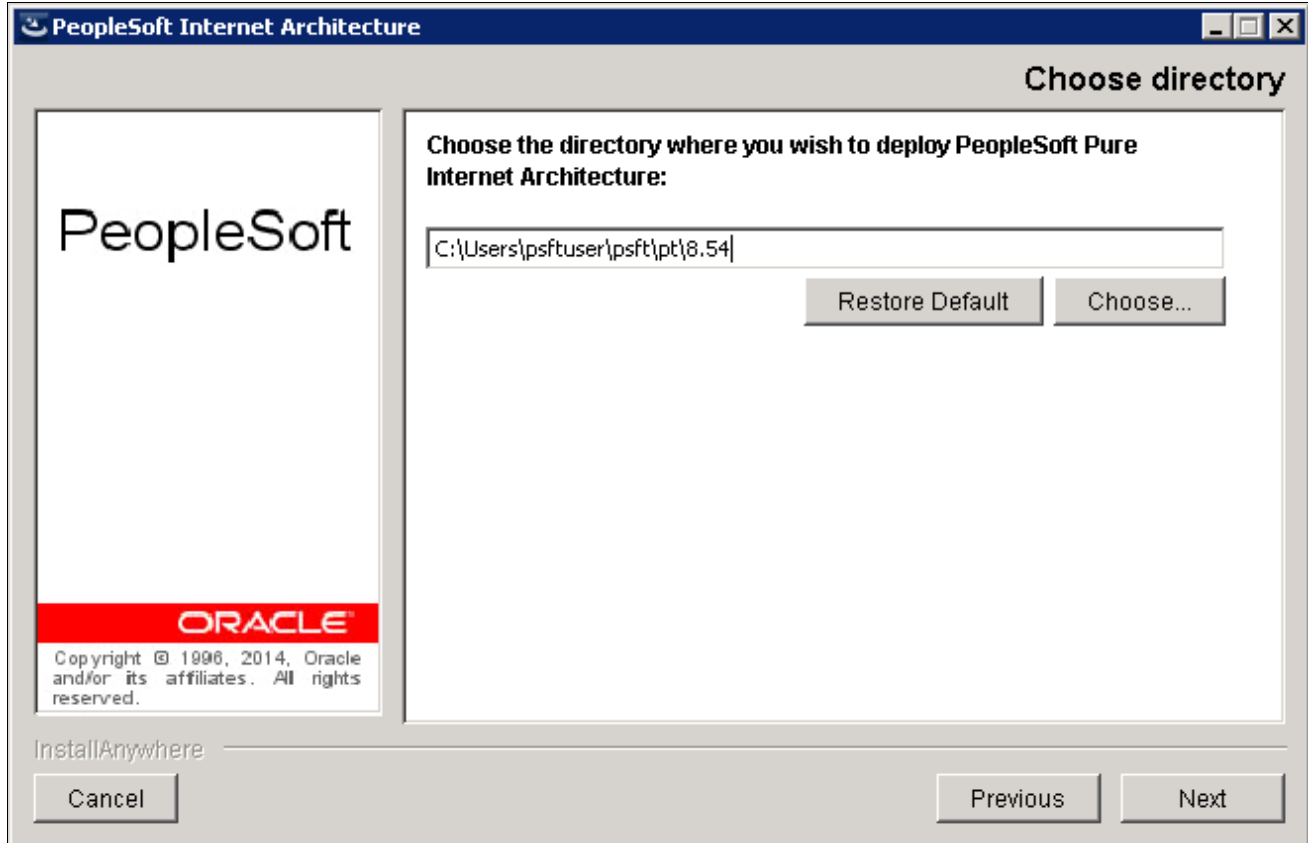 PeopleSoft Internet Architecture
Choose directory
PeopleSoft
ORACLE
Copyright © 1996, 2014, Oracle
and/or its affiliates. All rights
reserved.
Choose the directory where you wish to deploy PeopleSoft Pure
Internet Architecture:
C:\Users\psftuser\psft\pt\8.54
Restore Default
Choose...
InstallAnywhere
Cancel
Previous
Next